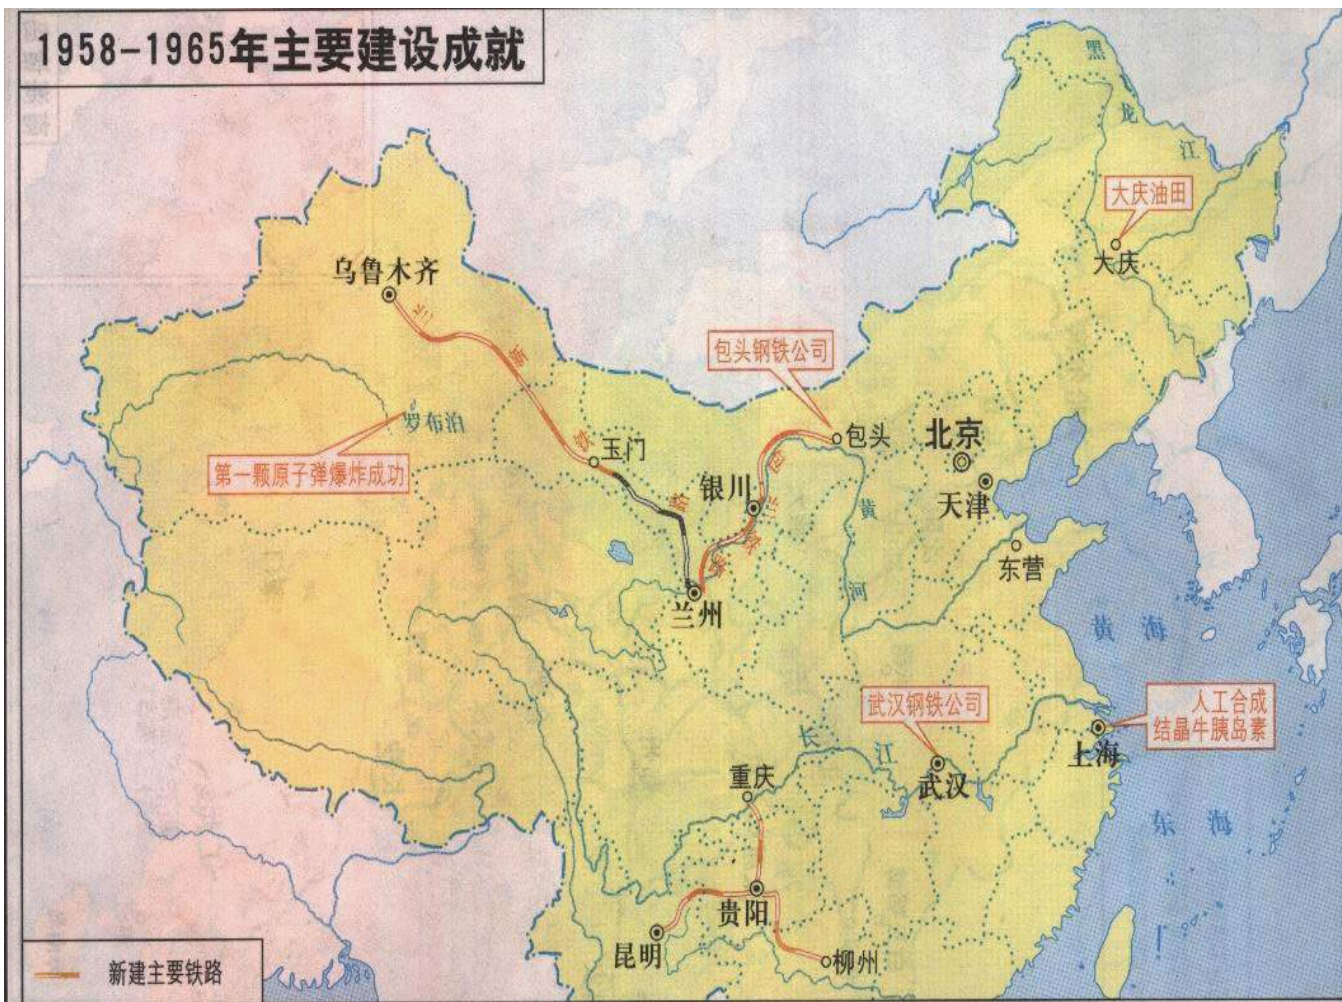 1958-1965年主要建设成就
黑
龙
江
大庆油田
大庆
乌鲁木齐
兰
新
铁
路
包头钢铁公司
包头
罗布泊
第一颗原子弹爆炸成功
玉门
北京
天津
银川
包
兰
铁
路
黄
河
东营
兰州
黄 海
武汉钢铁公司
人工合成
结晶牛胰岛素
长
江
上海
武汉
重庆
东 海
贵阳
昆明
柳州
新建主要铁路